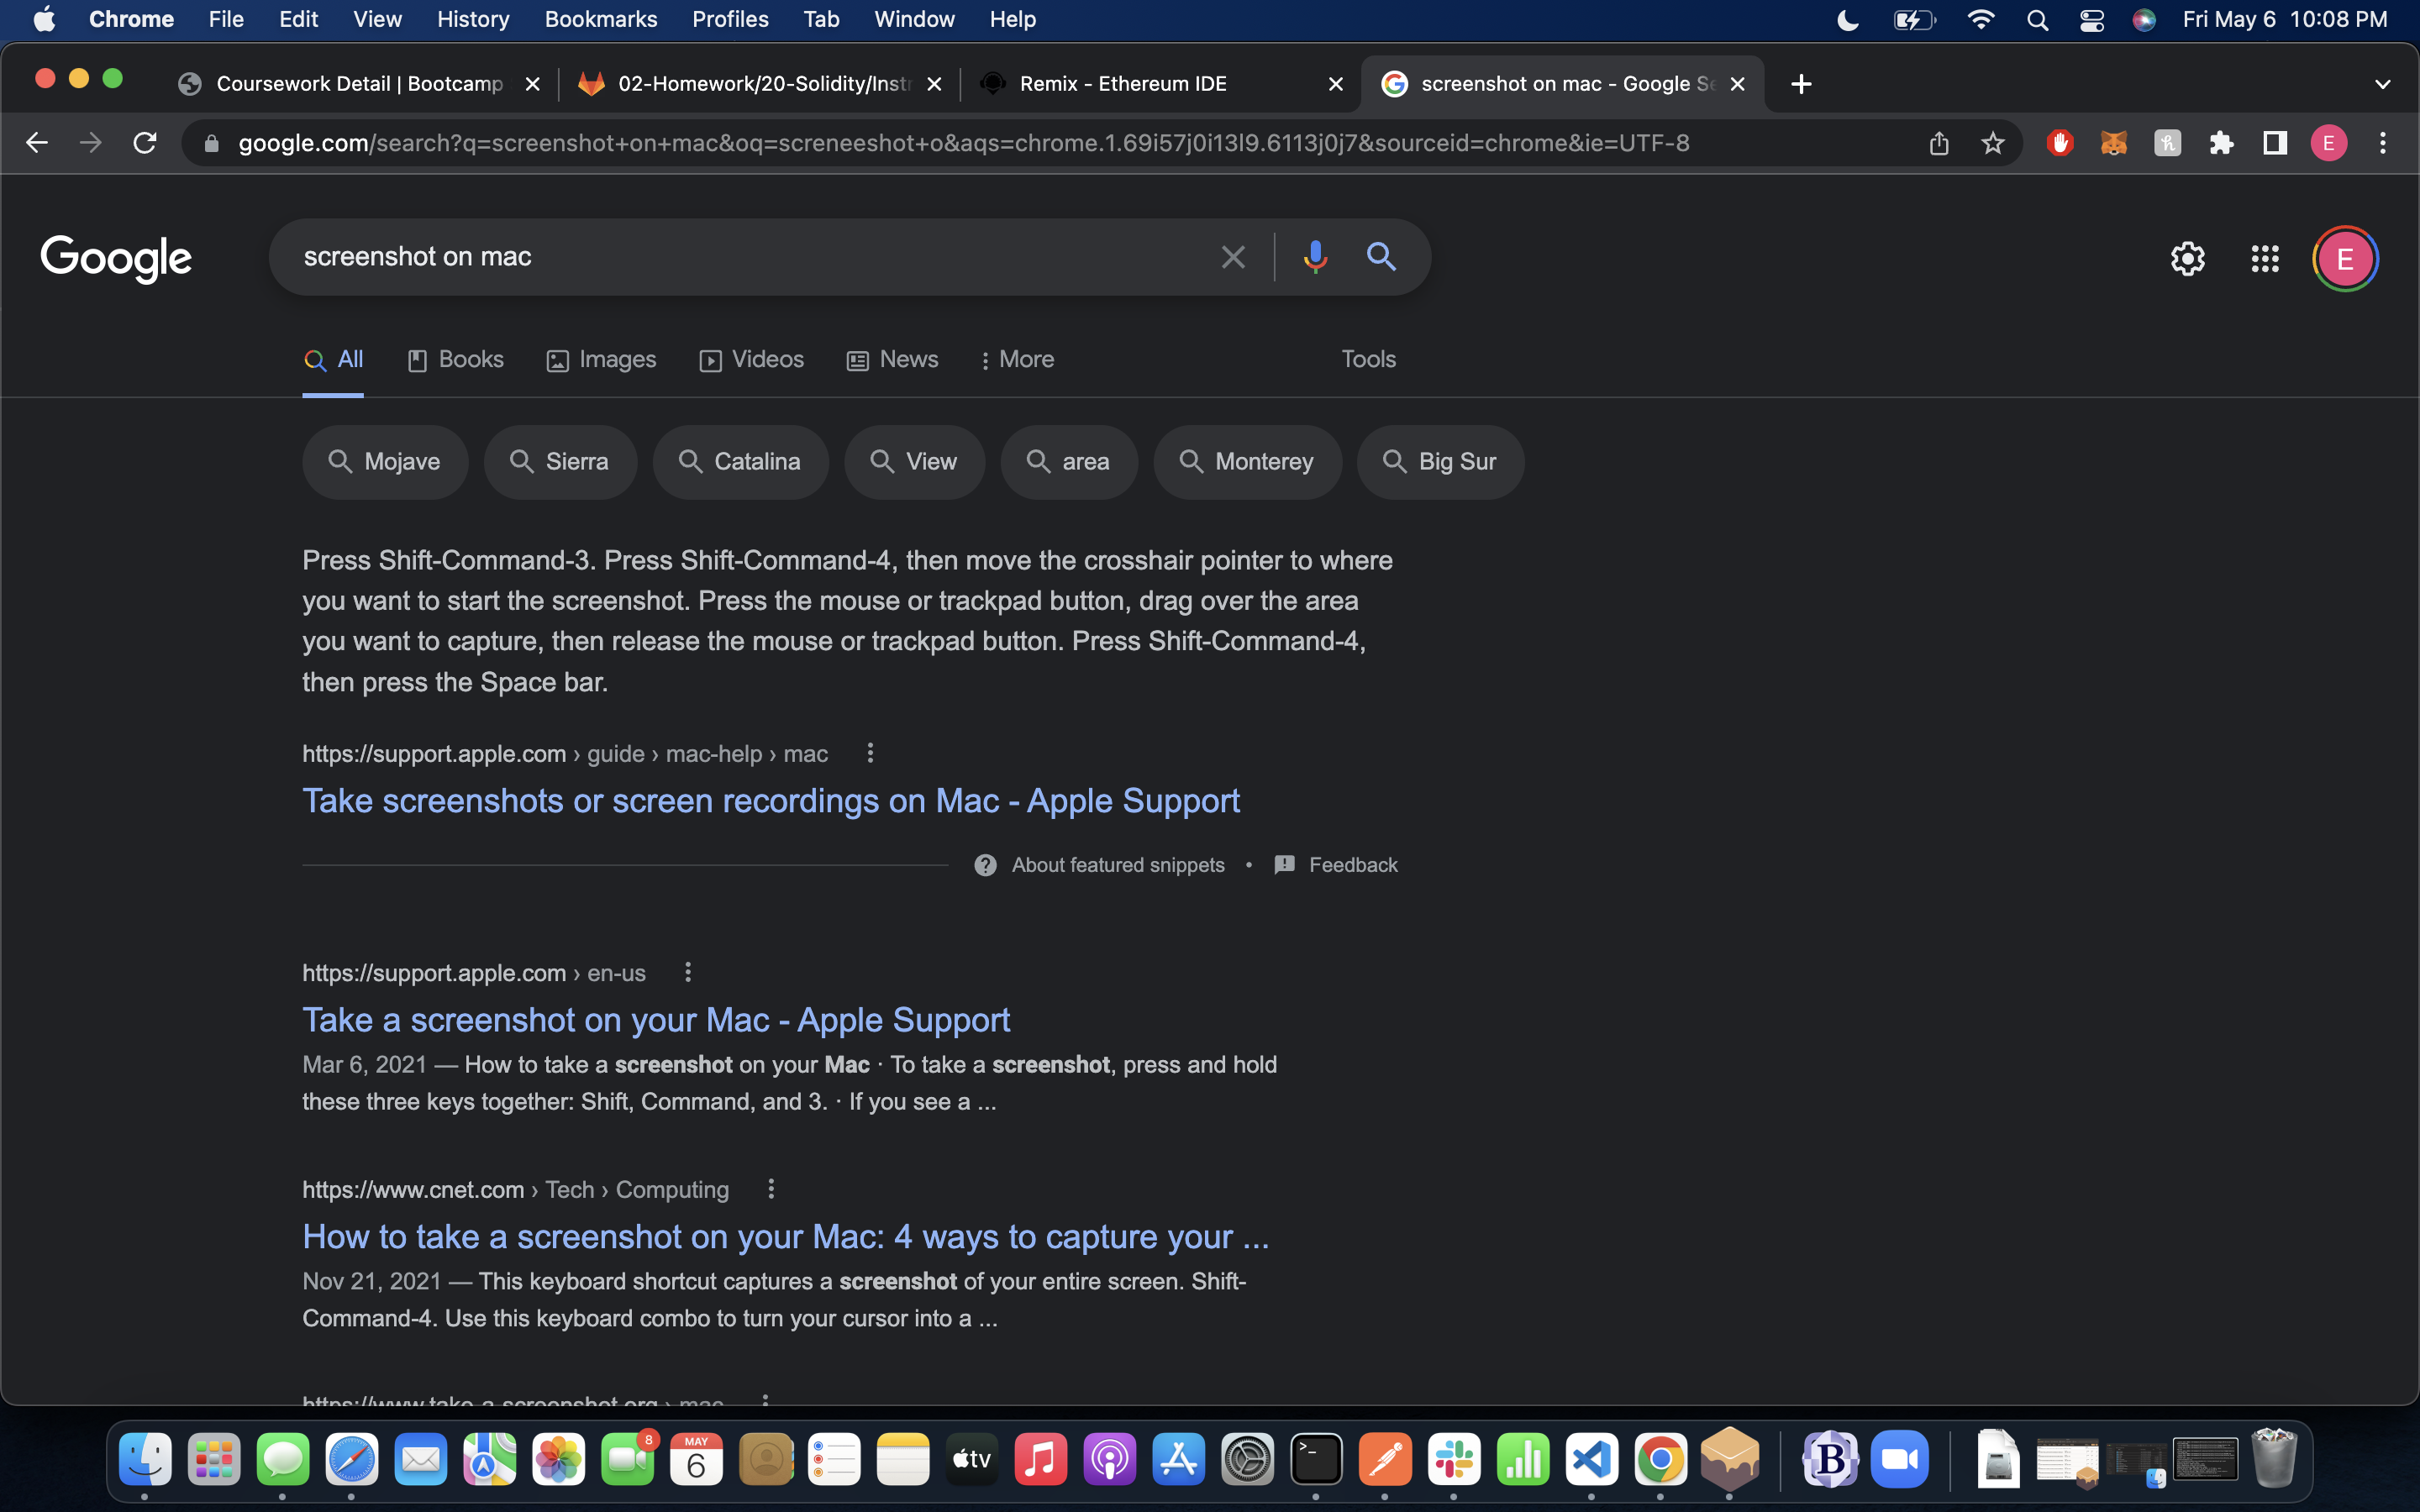 Chrome File Edit View History Bookmarks Profiles Tab Window Help Fri May 6 10:08 PM
Coursework Detail | Bootcamp 02-Homework/20-Solidity/Instr Remix - Ethereum IDE screenshot on mac - Google Se
google.com/search?q=screenshot+on+mac&oq=screneeshot+o&aqs=chrome.1.69i57j0i13l9.6113j0j7&sourceid=chrome&ie=UTF-8 E
Google screenshot on mac E
All Books Images Videos News More Tools
Mojave Sierra Catalina View area Monterey Big Sur
Press Shift-Command-3. Press Shift-Command-4, then move the crosshair pointer to where
you want to start the screenshot. Press the mouse or trackpad button, drag over the area
you want to capture, then release the mouse or trackpad button. Press Shift-Command-4,
then press the Space bar.
https://support.apple.com › guide › mac-help › mac
Take screenshots or screen recordings on Mac - Apple Support
About featured snippets • Feedback
https://support.apple.com › en-us
Take a screenshot on your Mac - Apple Support
Mar 6, 2021 — How to take a screenshot on your Mac · To take a screenshot, press and hold
these three keys together: Shift, Command, and 3. · If you see a ...
https://www.cnet.com › Tech › Computing
How to take a screenshot on your Mac: 4 ways to capture your ...
Nov 21, 2021 — This keyboard shortcut captures a screenshot of your entire screen. Shift-
Command-4. Use this keyboard combo to turn your cursor into a ...
https://www.take-a-screenshot.org › mac
8 MAY 6 tv >_ B